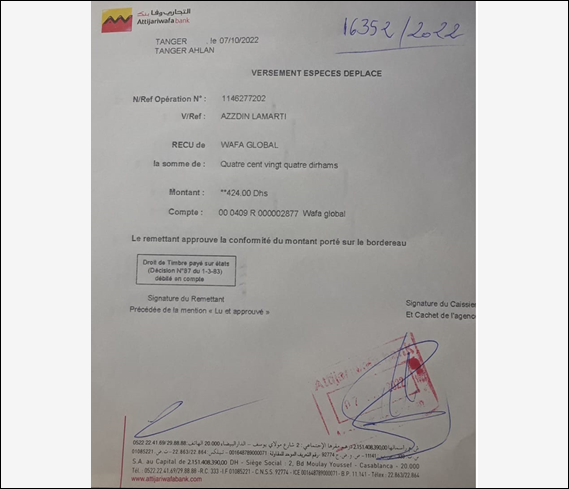 التجاري وفا بنك
Attijariwafa bank
16352/2022
TANGER , le 07/10/2022
TANGER AHLAN
VERSEMENT ESPECES DEPLACE
N/Ref Opération N° : 1146277202
V/Ref : AZZDIN LAMARTI
RECU de WAFA GLOBAL
la somme de : Quatre cent vingt quatre dirhams
Montant : **424,00 Dhs
Compte : 00 0409 R 000002877 Wafa global
Le remettant approuve la conformité du montant porté sur le bordereau
Droit de Timbre payé sur états
(Décision N°87 du 1-3-83)
débité en compte
Signature du Remettant
Signature du Caissier
Précédée de la mention « Lu et approuvé »
Et Cachet de l'agence
Attijari
S.A. au Capital de 2.151.408.390,00 DH - Siège Social : 2, Bd Moulay Youssef - Casablanca - 20.000
Tél. : 0522 22.41.69/29.88.88 - R.C. 333 - I.F 01085221 - C.N.S.S. 92774 - ICE 001648789000071 - B.P. 11.141 - Télex : 22.863/22.864
www.attijariwafabank.com